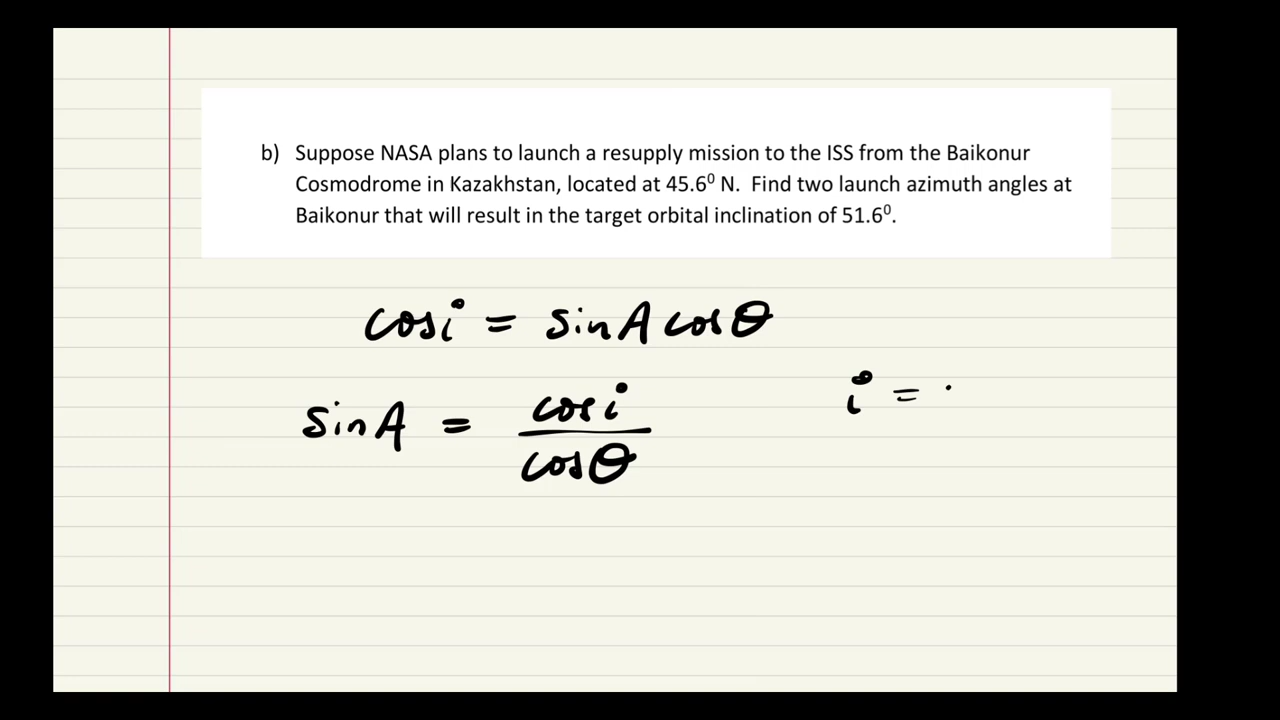 b) Suppose NASA plans to launch a resupply mission to the ISS from the Baikonur
Cosmodrome in Kazakhstan, located at 45.6⁰ N. Find two launch azimuth angles at
Baikonur that will result in the target orbital inclination of 51.6⁰.
cos i = sin A cos θ
sin A = cos i / cos θ
i =